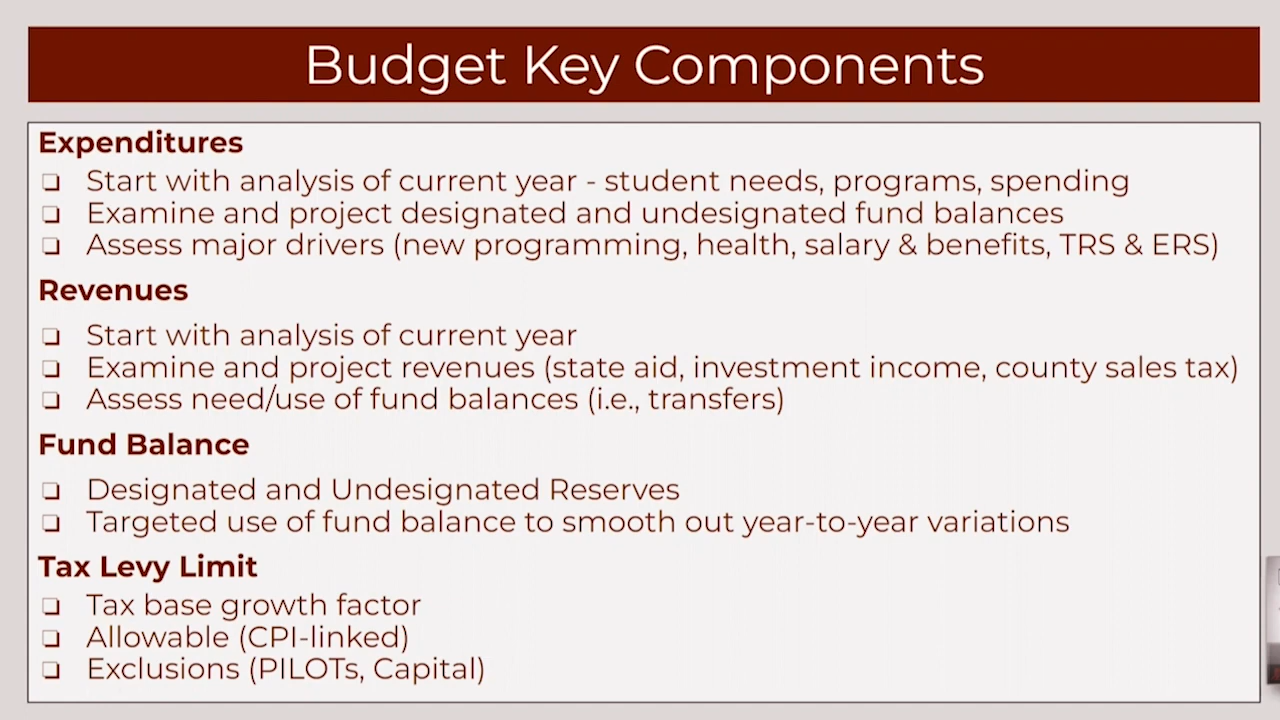 Budget Key Components
Expenditures
❑ Start with analysis of current year - student needs, programs, spending
❑ Examine and project designated and undesignated fund balances
❑ Assess major drivers (new programming, health, salary & benefits, TRS & ERS)
Revenues
❑ Start with analysis of current year
❑ Examine and project revenues (state aid, investment income, county sales tax)
❑ Assess need/use of fund balances (i.e., transfers)
Fund Balance
❑ Designated and Undesignated Reserves
❑ Targeted use of fund balance to smooth out year-to-year variations
Tax Levy Limit
❑ Tax base growth factor
❑ Allowable (CPI-linked)
❑ Exclusions (PILOTs, Capital)